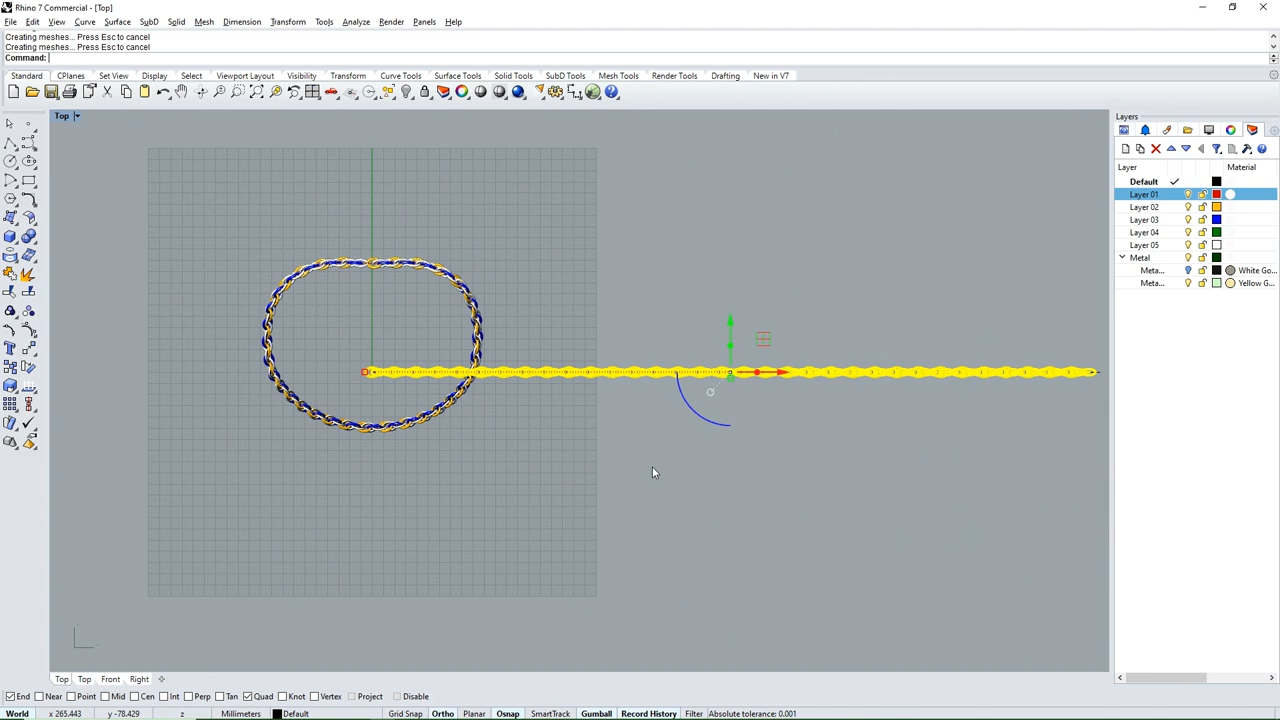 Rhino 7 Commercial - [Top]
File Edit View Curve Surface SubD Solid Mesh Dimension Transform Tools Analyze Render Panels Help
Creating meshes... Press Esc to cancel
Creating meshes... Press Esc to cancel
Command:
Standard CPlanes Set View Display Select Viewport Layout Visibility Transform Curve Tools Surface Tools Solid Tools SubD Tools Mesh Tools Render Tools Drafting New in V7
Top
Layers
Layer Material
Default
Layer 01
Layer 02
Layer 03
Layer 04
Layer 05
Metal
Meta... White Go...
Meta... Yellow G...
Top Top Front Right
End Near Point Mid Cen Int Perp Tan Quad Knot Vertex Project Disable
World x 265.443 y -78.429 z Millimeters Default Grid Snap Ortho Planar Osnap SmartTrack Gumball Record History Filter Absolute tolerance: 0.001